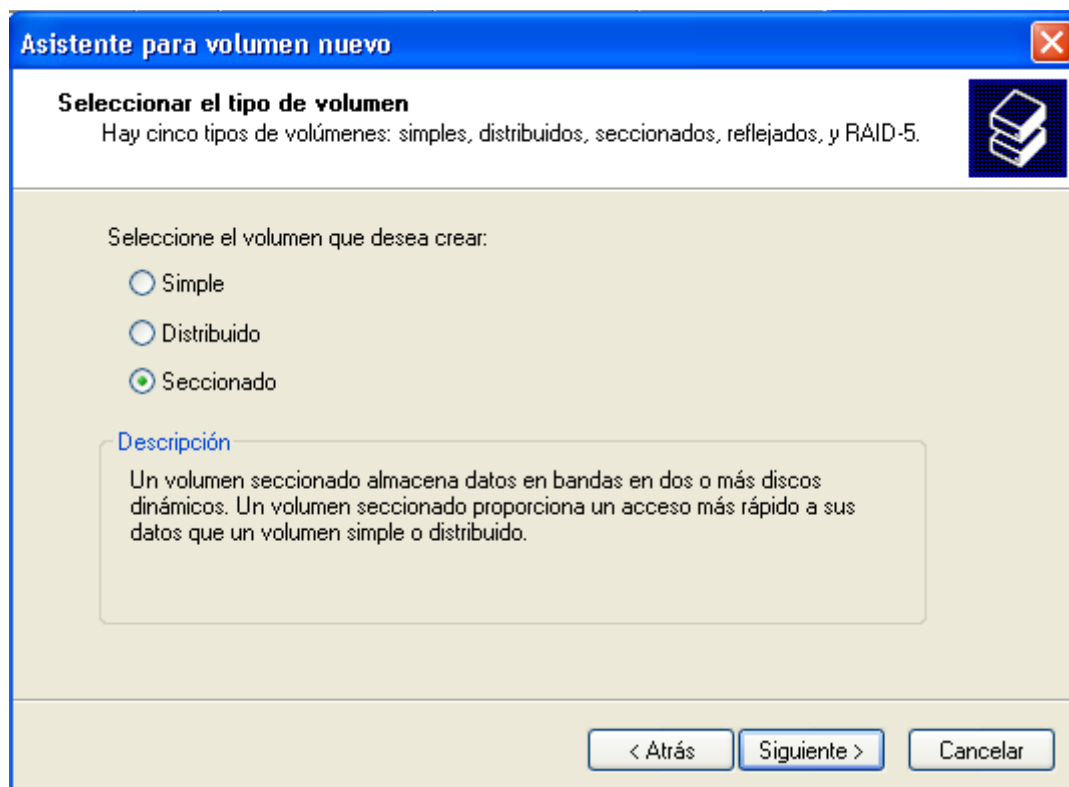 Asistente para volumen nuevo
Seleccionar el tipo de volumen
Hay cinco tipos de volúmenes: simples, distribuidos, seccionados, reflejados, y RAID-5.
Seleccione el volumen que desea crear:
Simple
Distribuido
Seccionado
Descripción
Un volumen seccionado almacena datos en bandas en dos o más discos
dinámicos. Un volumen seccionado proporciona un acceso más rápido a sus
datos que un volumen simple o distribuido.
< Atrás
Siguiente >
Cancelar